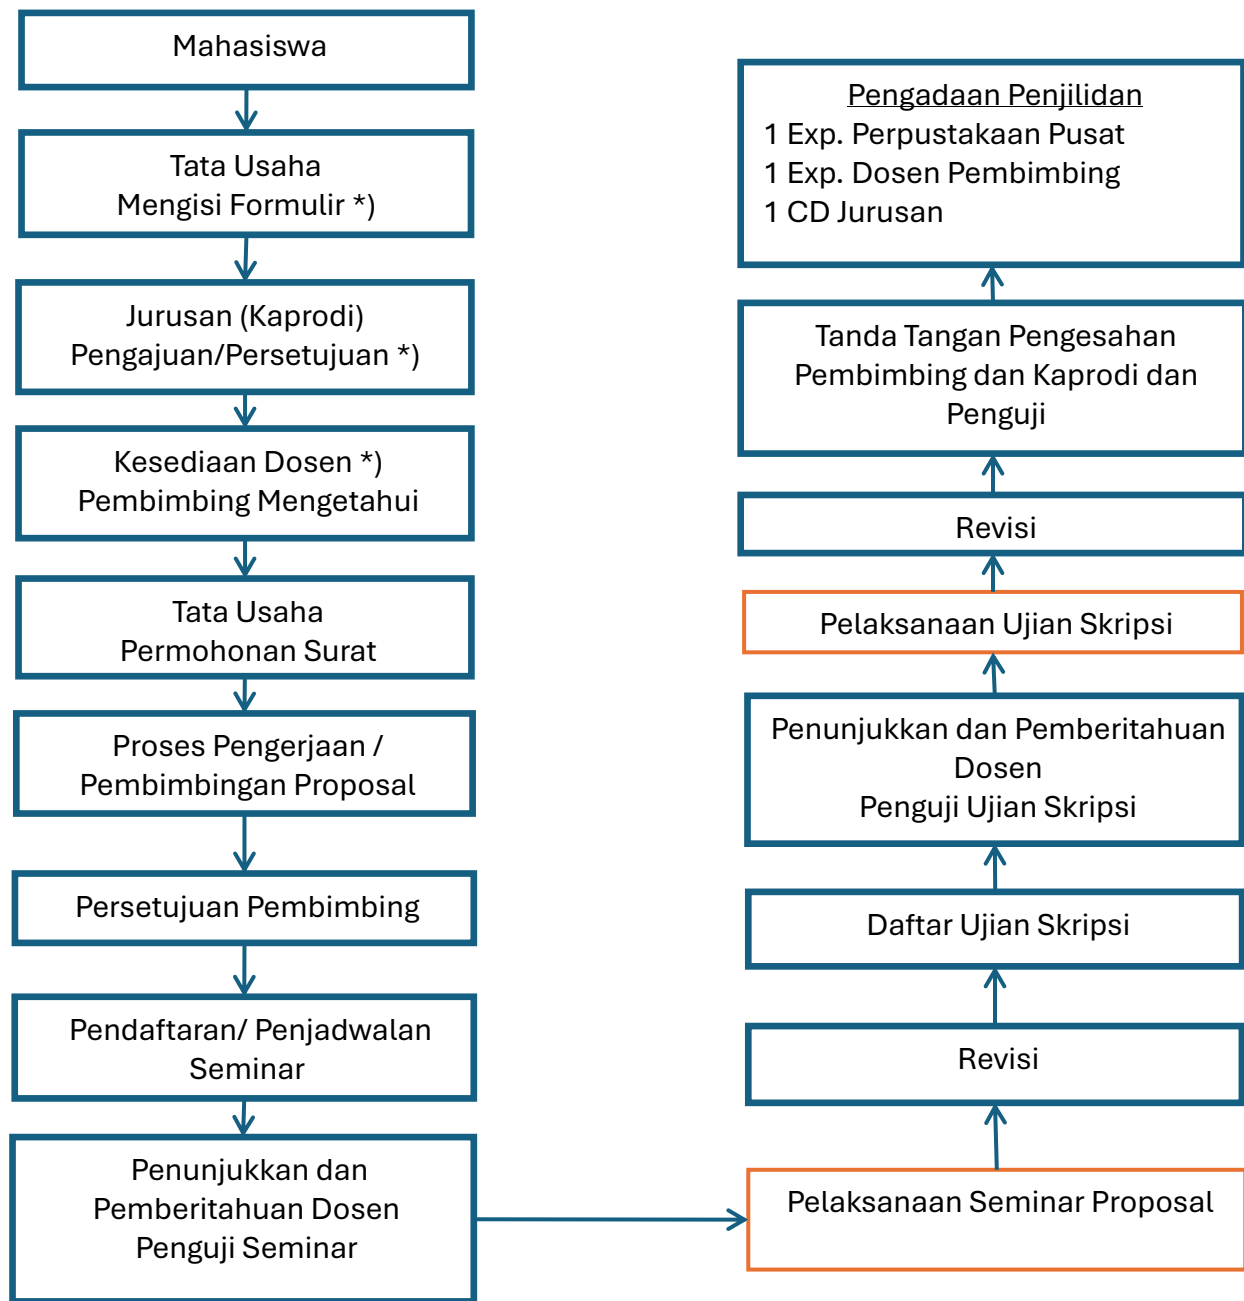 Mahasiswa
Tata Usaha
Mengisi Formulir *)
Jurusan (Kaprodi)
Pengajuan/Persetujuan *)
Kesediaan Dosen *)
Pembimbing Mengetahui
Tata Usaha
Permohonan Surat
Proses Pengerjaan /
Pembimbingan Proposal
Persetujuan Pembimbing
Pendaftaran/ Penjadwalan
Seminar
Penunjukkan dan
Pemberitahuan Dosen
Penguji Seminar
Pelaksanaan Seminar Proposal
Revisi
Daftar Ujian Skripsi
Penunjukkan dan Pemberitahuan
Dosen
Penguji Ujian Skripsi
Pelaksanaan Ujian Skripsi
Revisi
Tanda Tangan Pengesahan
Pembimbing dan Kaprodi dan
Penguji
Pengadaan Penjilidan
1 Exp. Perpustakaan Pusat
1 Exp. Dosen Pembimbing
1 CD Jurusan